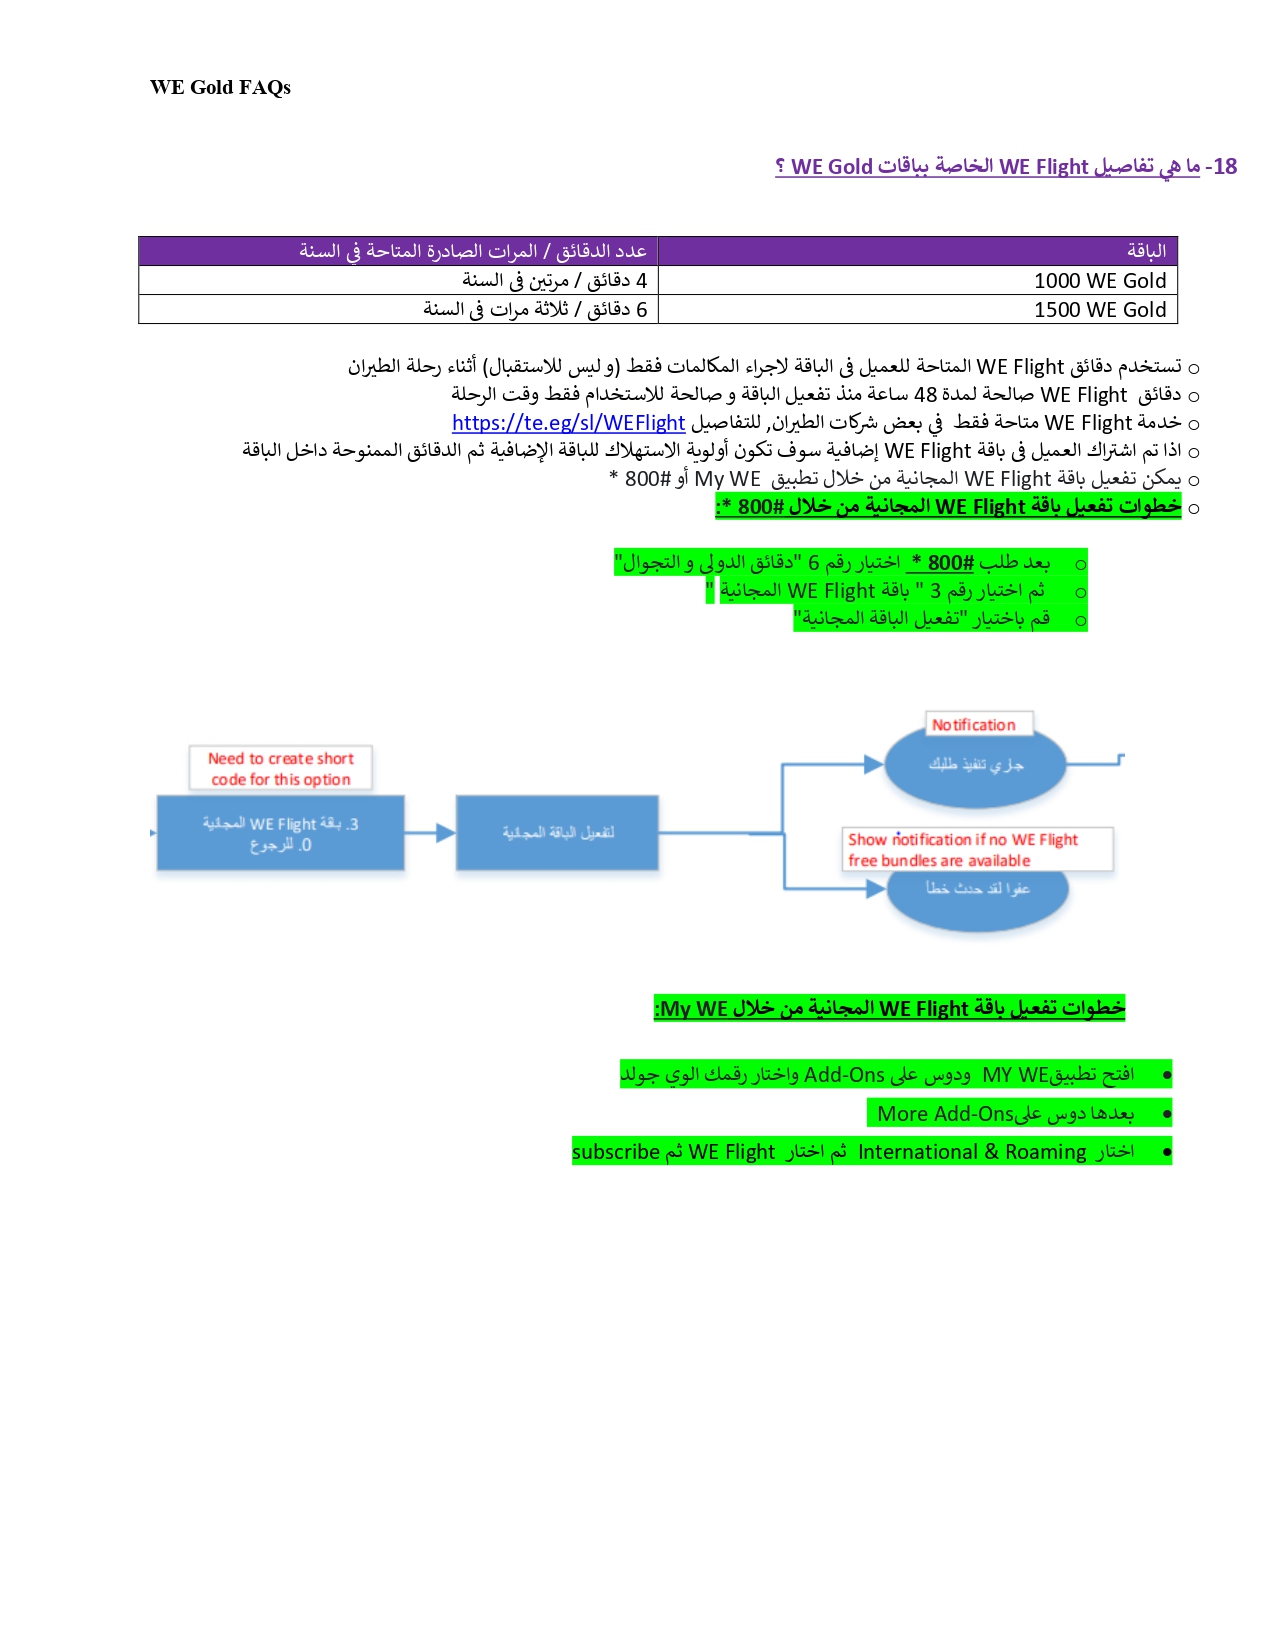 WE Gold FAQs
18- ما هي تفاصيل WE Flight الخاصة بباقات WE Gold ؟
الباقة	عدد الدقائق / المرات الصادرة المتاحة في السنة
1000 WE Gold	4 دقائق / مرتين فى السنة
1500 WE Gold	6 دقائق / ثلاثة مرات فى السنة
o تستخدم دقائق WE Flight المتاحة للعميل فى الباقة لاجراء المكالمات فقط (و ليس للاستقبال) أثناء رحلة الطيران
o دقائق WE Flight صالحة لمدة 48 ساعة منذ تفعيل الباقة و صالحة للاستخدام فقط وقت الرحلة
o خدمة WE Flight متاحة فقط في بعض شركات الطيران, للتفاصيل https://te.eg/sl/WEFlight
o اذا تم اشتراك العميل فى باقة WE Flight إضافية سوف تكون أولوية الاستهلاك للباقة الإضافية ثم الدقائق الممنوحة داخل الباقة
o يمكن تفعيل باقة WE Flight المجانية من خلال تطبيق My WE أو #800 *
o خطوات تفعيل باقة WE Flight المجانية من خلال #800 *:
o بعد طلب #800 * اختيار رقم 6 "دقائق الدولى و التجوال"
o ثم اختيار رقم 3 " باقة WE Flight المجانية "
o قم باختيار "تفعيل الباقة المجانية"
Need to create short
code for this option
3. باقة WE Flight المجانية
0. للرجوع
لتفعيل الباقة المجانية
Notification
جاري تنفيذ طلبك
Show notification if no WE Flight
free bundles are available
عفوا لقد حدث خطأ
خطوات تفعيل باقة WE Flight المجانية من خلال My WE:
• افتح تطبيقMY WE ودوس على Add-Ons واختار رقمك الوي جولد
• بعدها دوس علىMore Add-Ons
• اختار International & Roaming ثم اختار WE Flight ثم subscribe